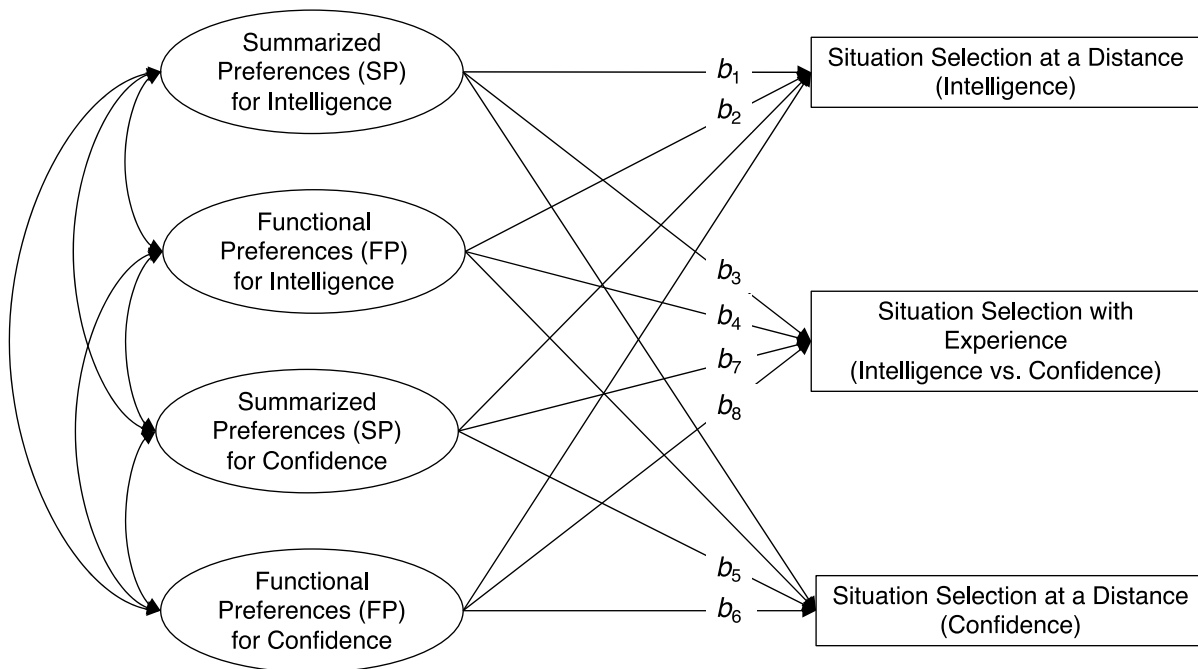 Summarized
Preferences (SP)
for Intelligence
Functional
Preferences (FP)
for Intelligence
Summarized
Preferences (SP)
for Confidence
Functional
Preferences (FP)
for Confidence
b1
b2
b3
b4
b7
b8
b5
b6
Situation Selection at a Distance
(Intelligence)
Situation Selection with
Experience
(Intelligence vs. Confidence)
Situation Selection at a Distance
(Confidence)